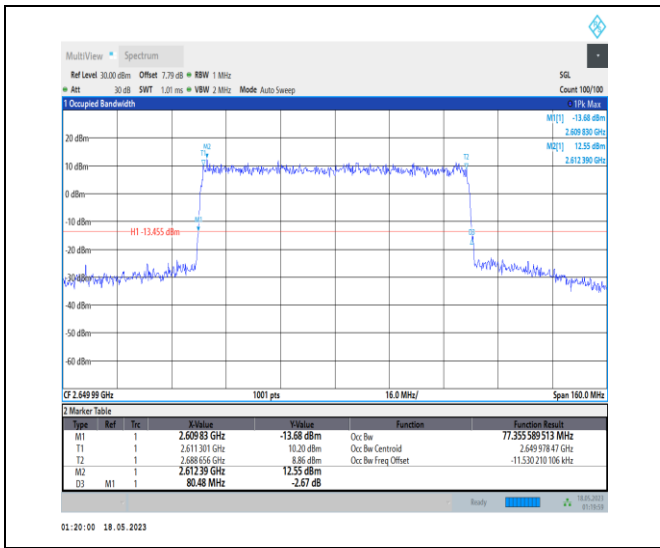 MultiView Spectrum
Ref Level 30.00 dBm Offset 7.79 dB RBW 1 MHz SGL
Att 30 dB SWT 1.01 ms VBW 2 MHz Mode Auto Sweep Count 100/100
1 Occupied Bandwidth 1Pk Max
M1[1] -13.68 dBm
2.609 830 GHz
M2[1] 12.55 dBm
2.612 390 GHz
20 dBm
M2
T1
T2
10 dBm
0 dBm
-10 dBm
M1
H1 -13.455 dBm
D3
-20 dBm
-30 dBm
-40 dBm
-50 dBm
-60 dBm
CF 2.649 99 GHz 1001 pts 16.0 MHz/ Span 160.0 MHz
2 Marker Table
Type Ref Trc X-Value Y-Value Function Function Result
M1 1 2.60983 GHz -13.68 dBm Occ Bw 77.355 589 513 MHz
T1 1 2.611301 GHz 10.20 dBm Occ Bw Centroid 2.649 978 47 GHz
T2 1 2.688 656 GHz 8.86 dBm Occ Bw Freq Offset -11.530 210 106 kHz
M2 1 2.61239 GHz 12.55 dBm
D3 M1 1 80.48 MHz -2.67 dB
Ready 18.05.2023
01:19:58
01:20:00 18.05.2023